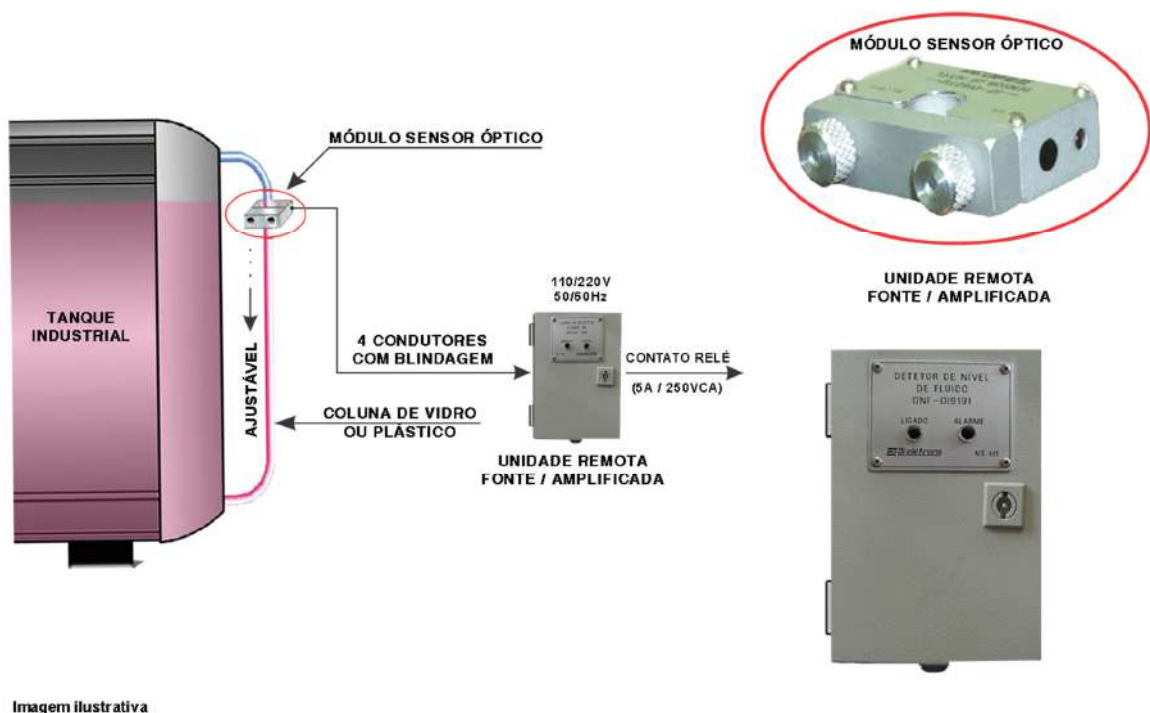 MÓDULO SENSOR ÓPTICO
MÓDULO SENSOR ÓPTICO
TANQUE
INDUSTRIAL
AJUSTÁVEL
110/220V
50/60Hz
4 CONDUTORES
COM BLINDAGEM
CONTATO RELÉ
(5A / 250VCA)
COLUNA DE VIDRO
OU PLÁSTICO
UNIDADE REMOTA
FONTE / AMPLIFICADA
UNIDADE REMOTA
FONTE / AMPLIFICADA
DETETOR DE NÍVEL
DE FLUIDO
LIGADO ALARME
Imagem ilustrativa